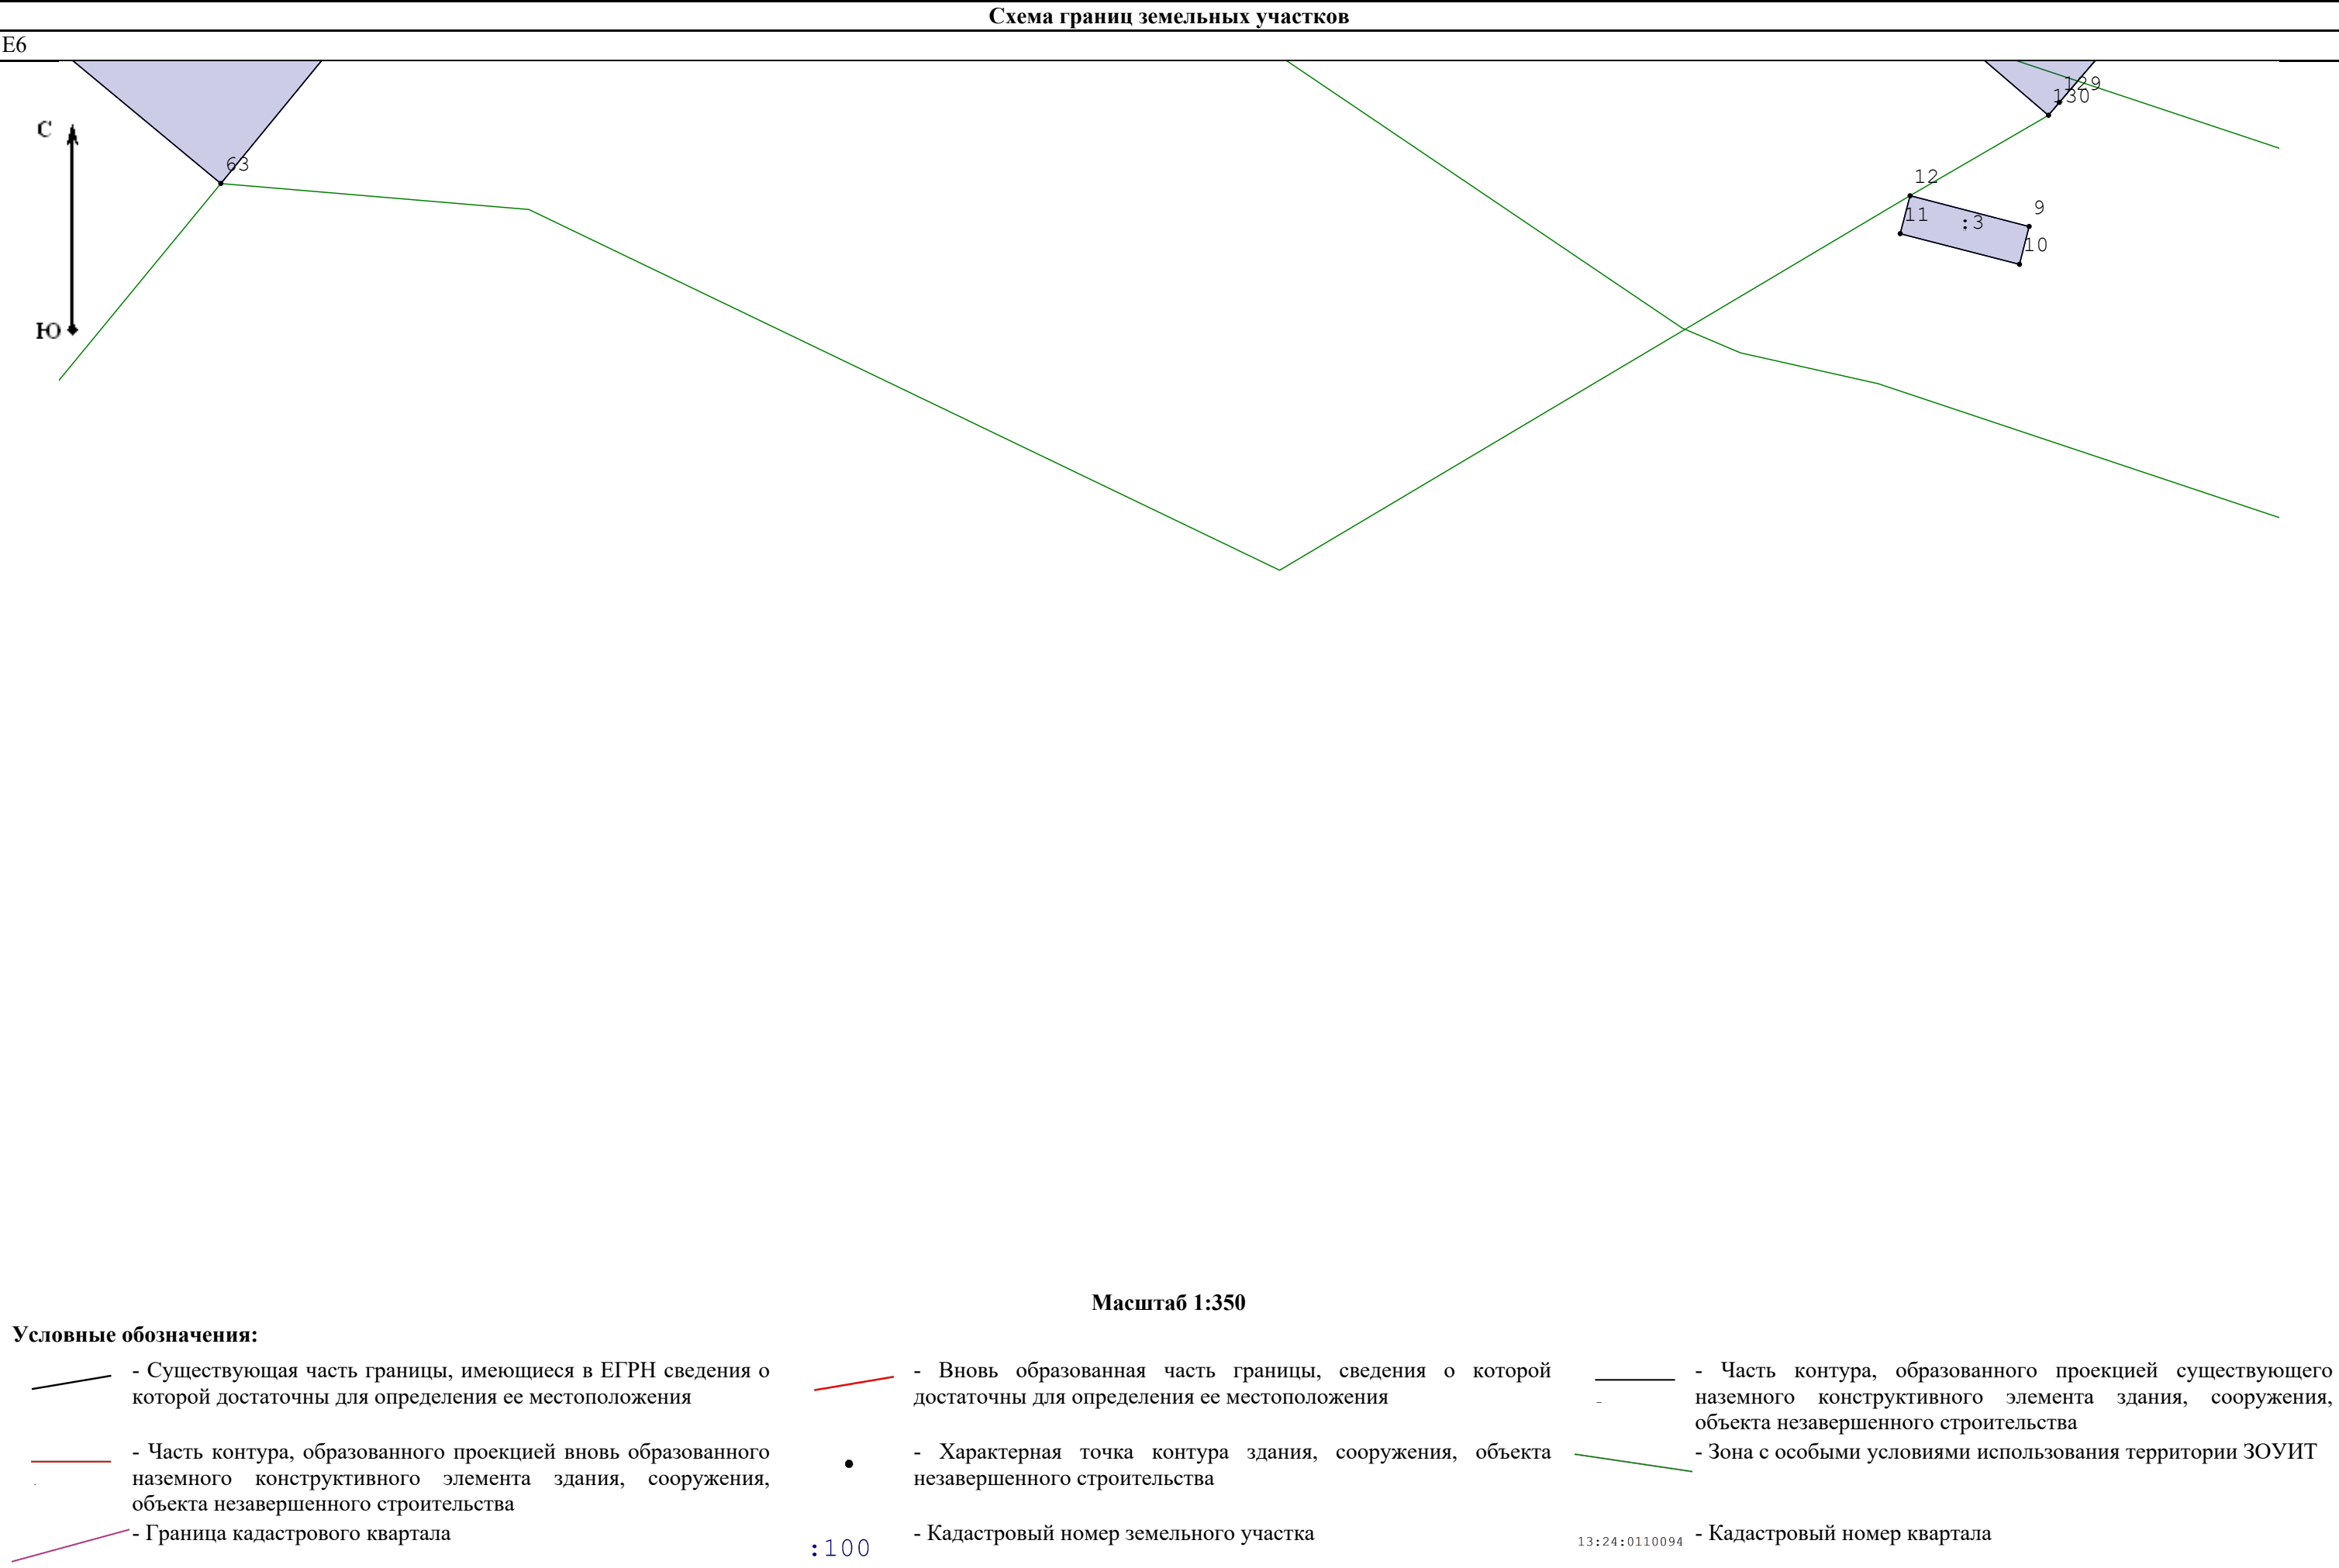 Схема границ земельных участков
Е6
129
130
С
63
12
9
11
:3
10
Ю
Масштаб 1:350
Условные обозначения:
- Существующая часть границы, имеющиеся в ЕГРН сведения о
которой достаточны для определения ее местоположения
- Вновь образованная часть границы, сведения о которой
достаточны для определения ее местоположения
- Часть контура, образованного проекцией существующего
наземного конструктивного элемента здания, сооружения,
объекта незавершенного строительства
- Часть контура, образованного проекцией вновь образованного
наземного конструктивного элемента здания, сооружения,
объекта незавершенного строительства
- Характерная точка контура здания, сооружения, объекта
незавершенного строительства
- Зона с особыми условиями использования территории ЗОУИТ
- Граница кадастрового квартала
:100
- Кадастровый номер земельного участка
13:24:0110094
- Кадастровый номер квартала